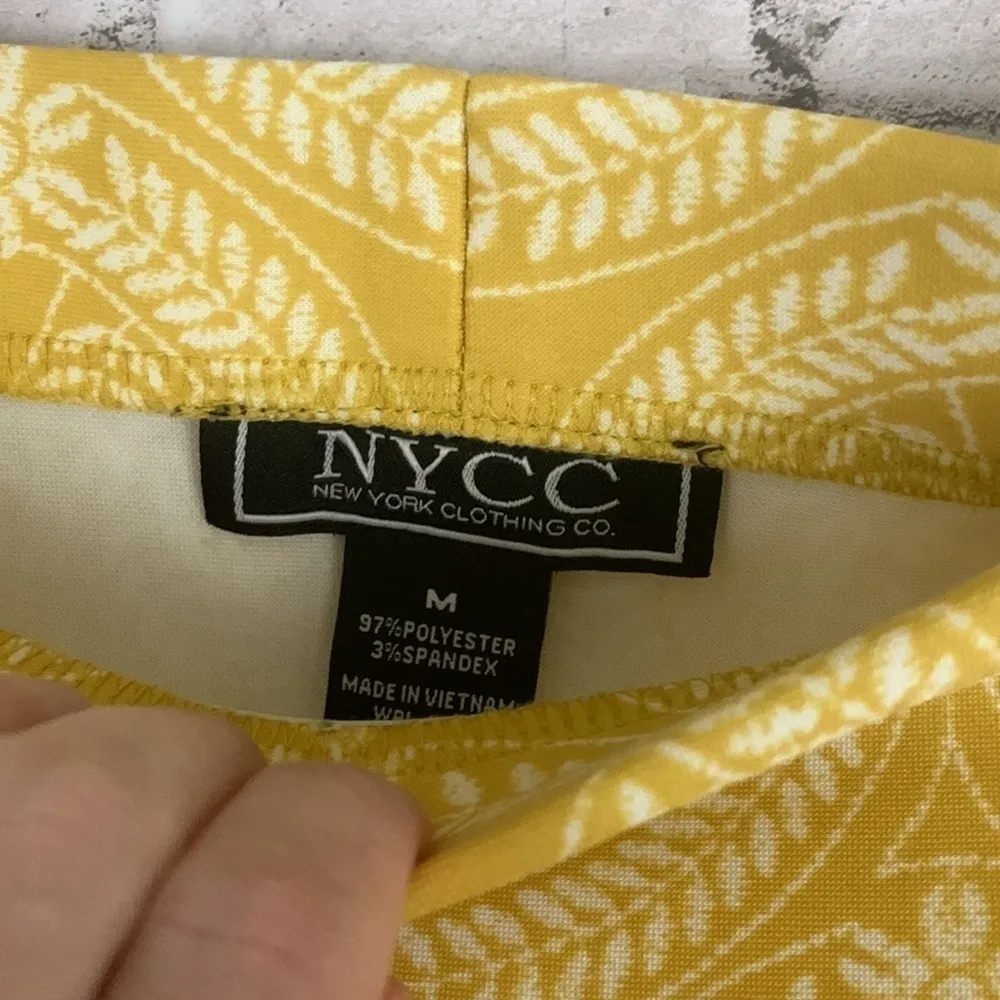 NYCC
NEW YORK CLOTHING CO.
M
97%POLYESTER
3%SPANDEX
MADE IN VIETNAM